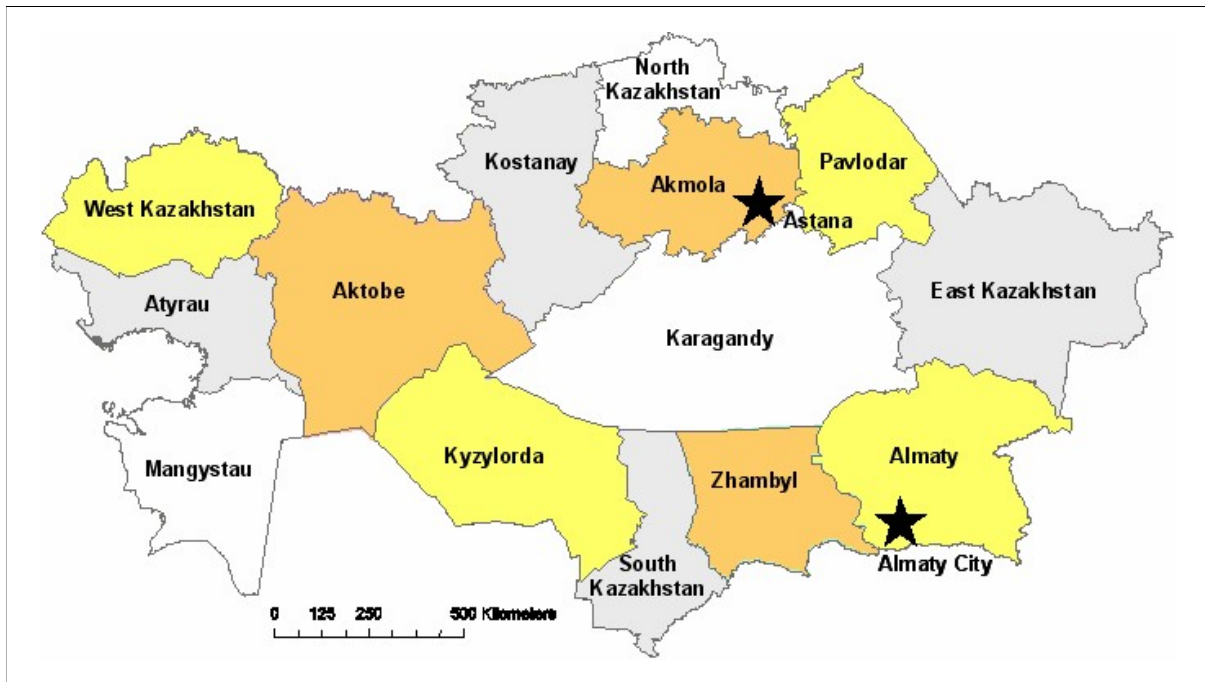 North
Kazakhstan
Kostanay
Pavlodar
Akmola
West Kazakhstan
Astana
Aktobe
East Kazakhstan
Atyrau
Karagandy
Kyzylorda
Almaty
Mangystau
Zhambyl
South
Kazakhstan
Almaty City
0 125 250 500 Kilometers